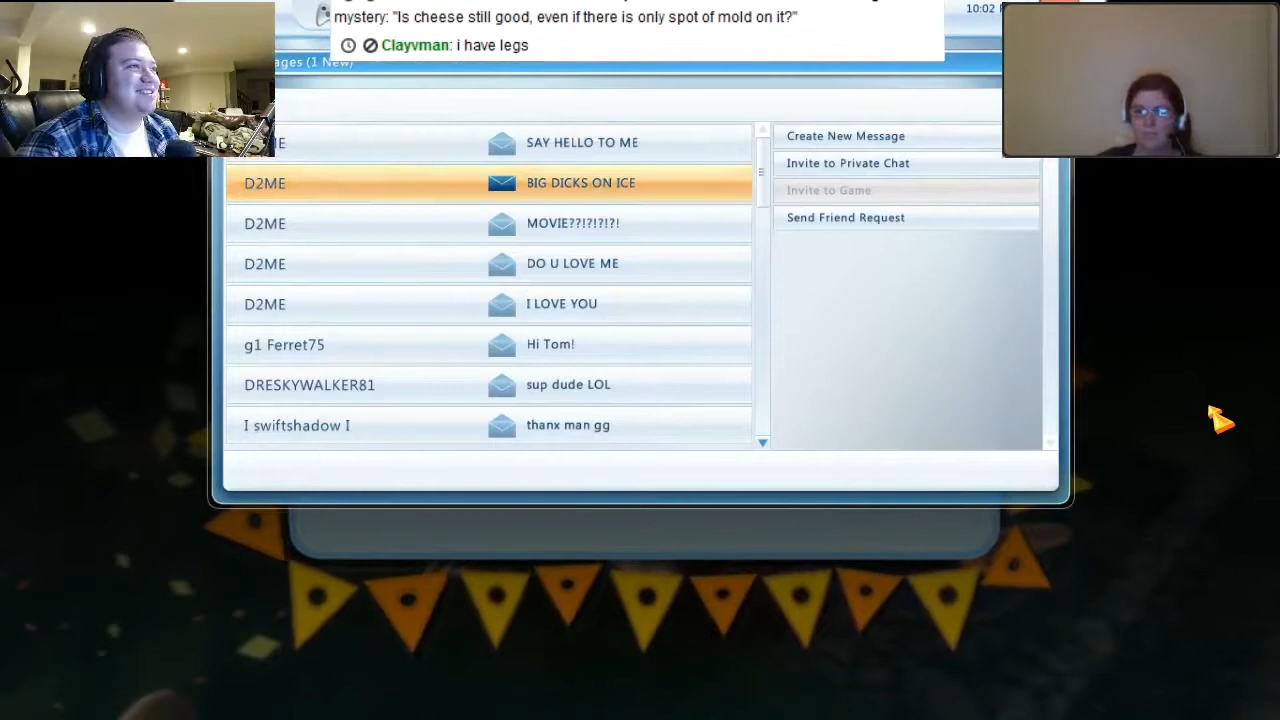 mystery: "Is cheese still good, even if there is only spot of mold on it?"
10:02 P
Clayvman: i have legs
ages (1 New)
ME SAY HELLO TO ME
D2ME BIG DICKS ON ICE
D2ME MOVIE??!?!?!?!
D2ME DO U LOVE ME
D2ME I LOVE YOU
g1 Ferret75 Hi Tom!
DRESKYWALKER81 sup dude LOL
I swiftshadow I thanx man gg
Create New Message
Invite to Private Chat
Invite to Game
Send Friend Request